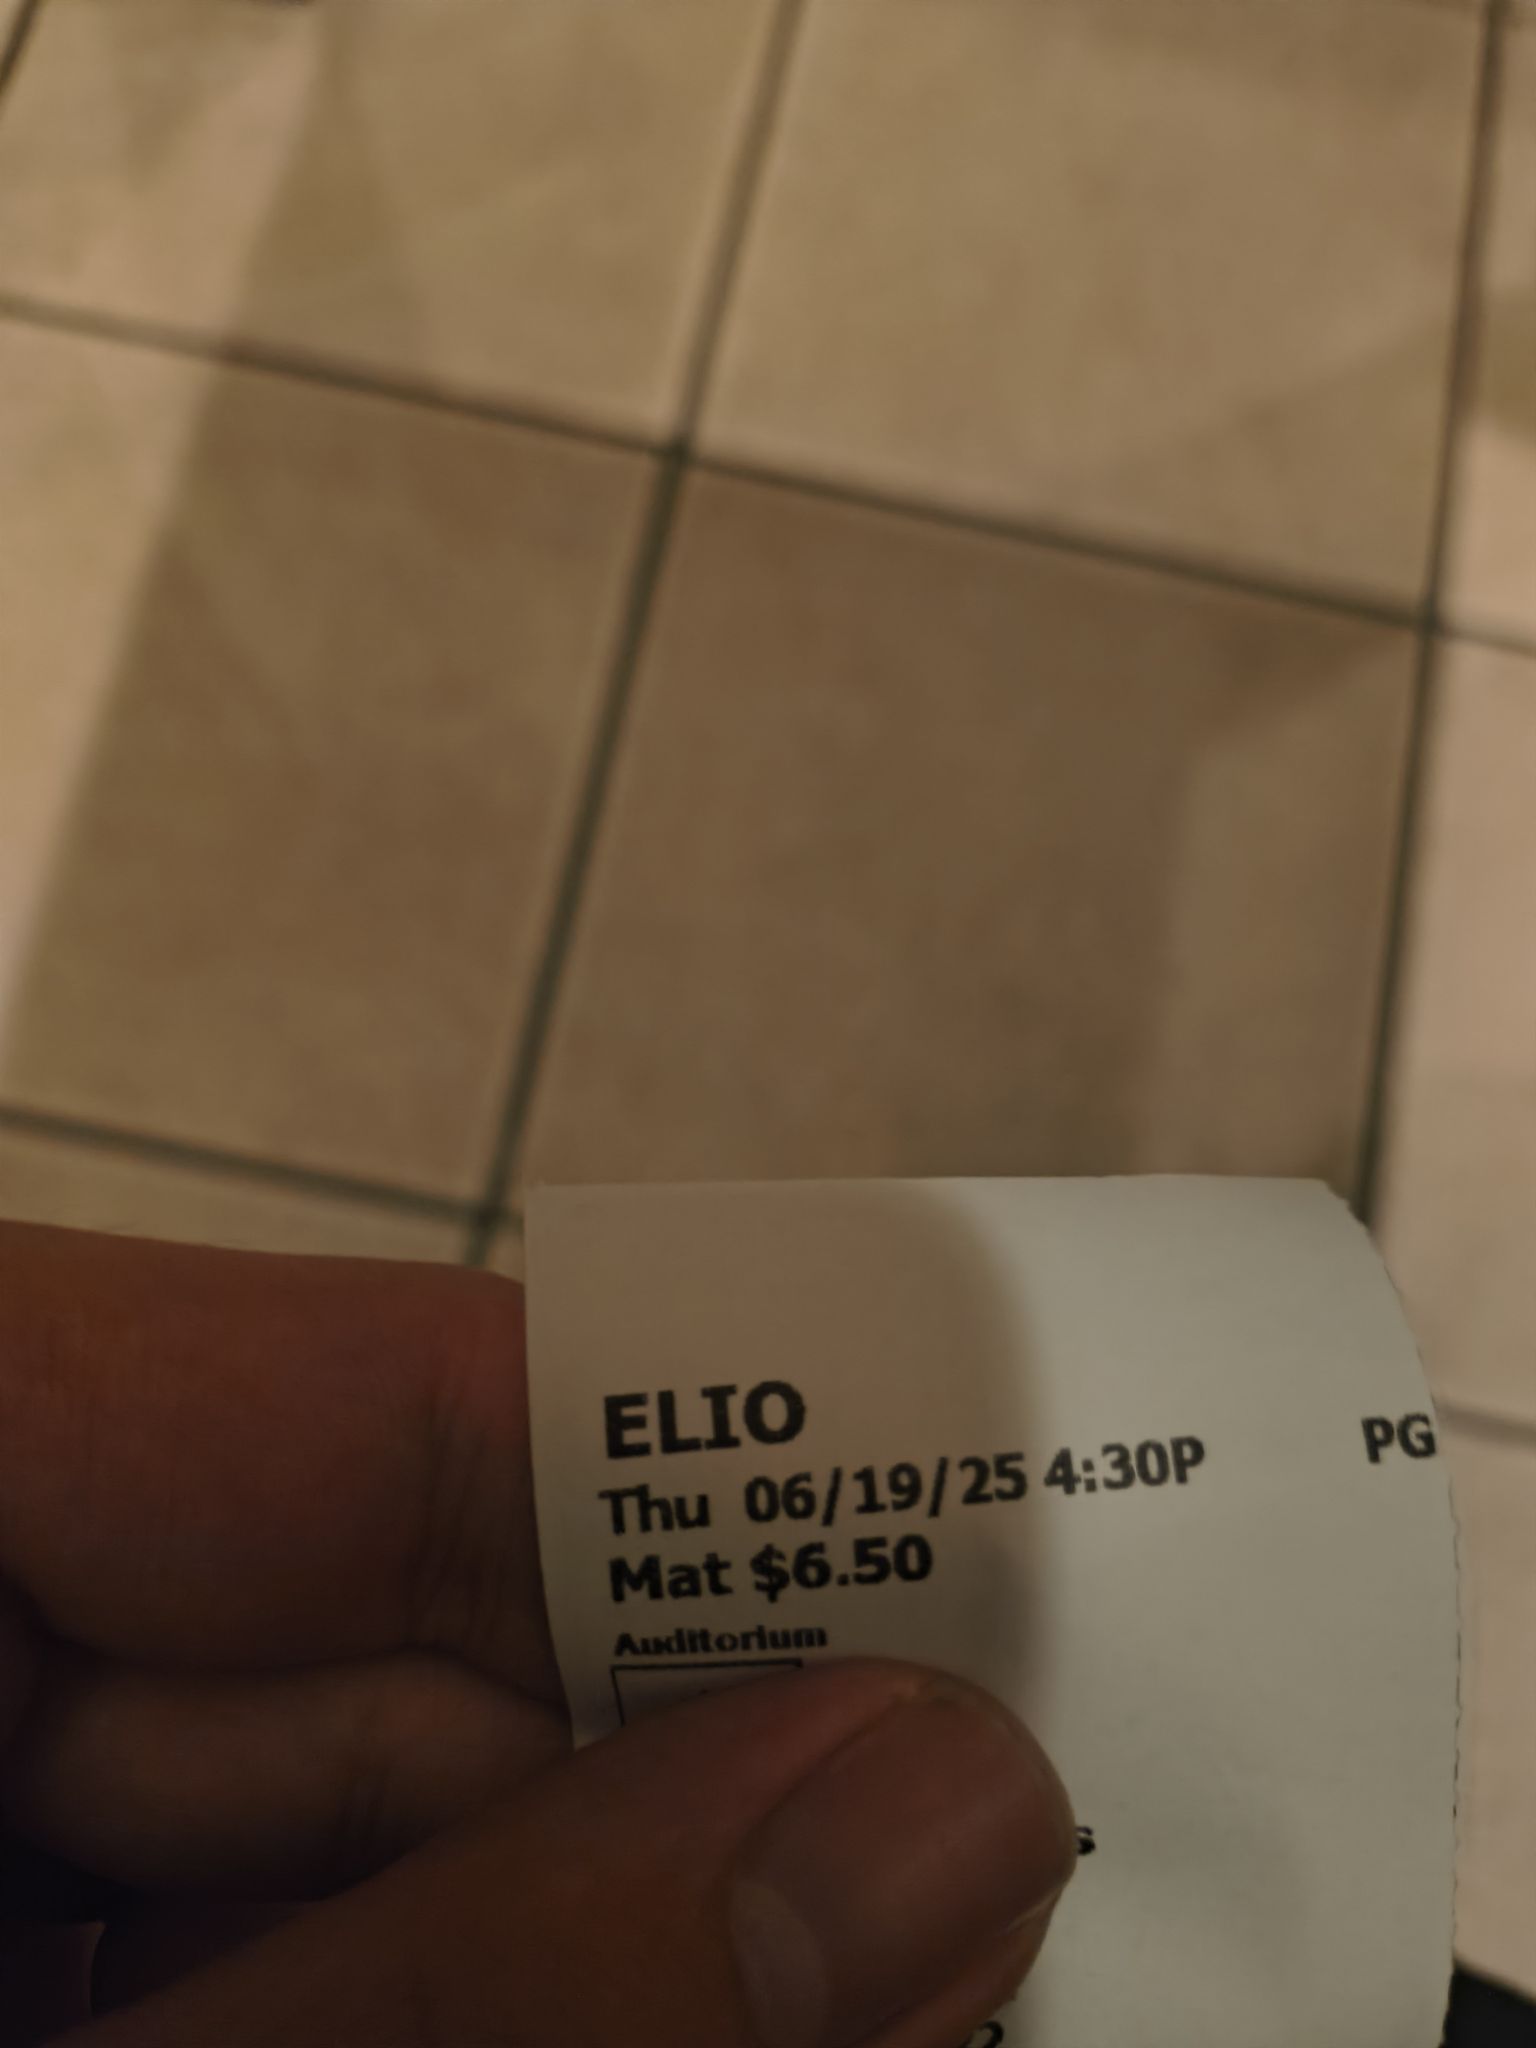 ELIO
Thu 06/19/25 4:30P PG
Mat $6.50
Auditorium